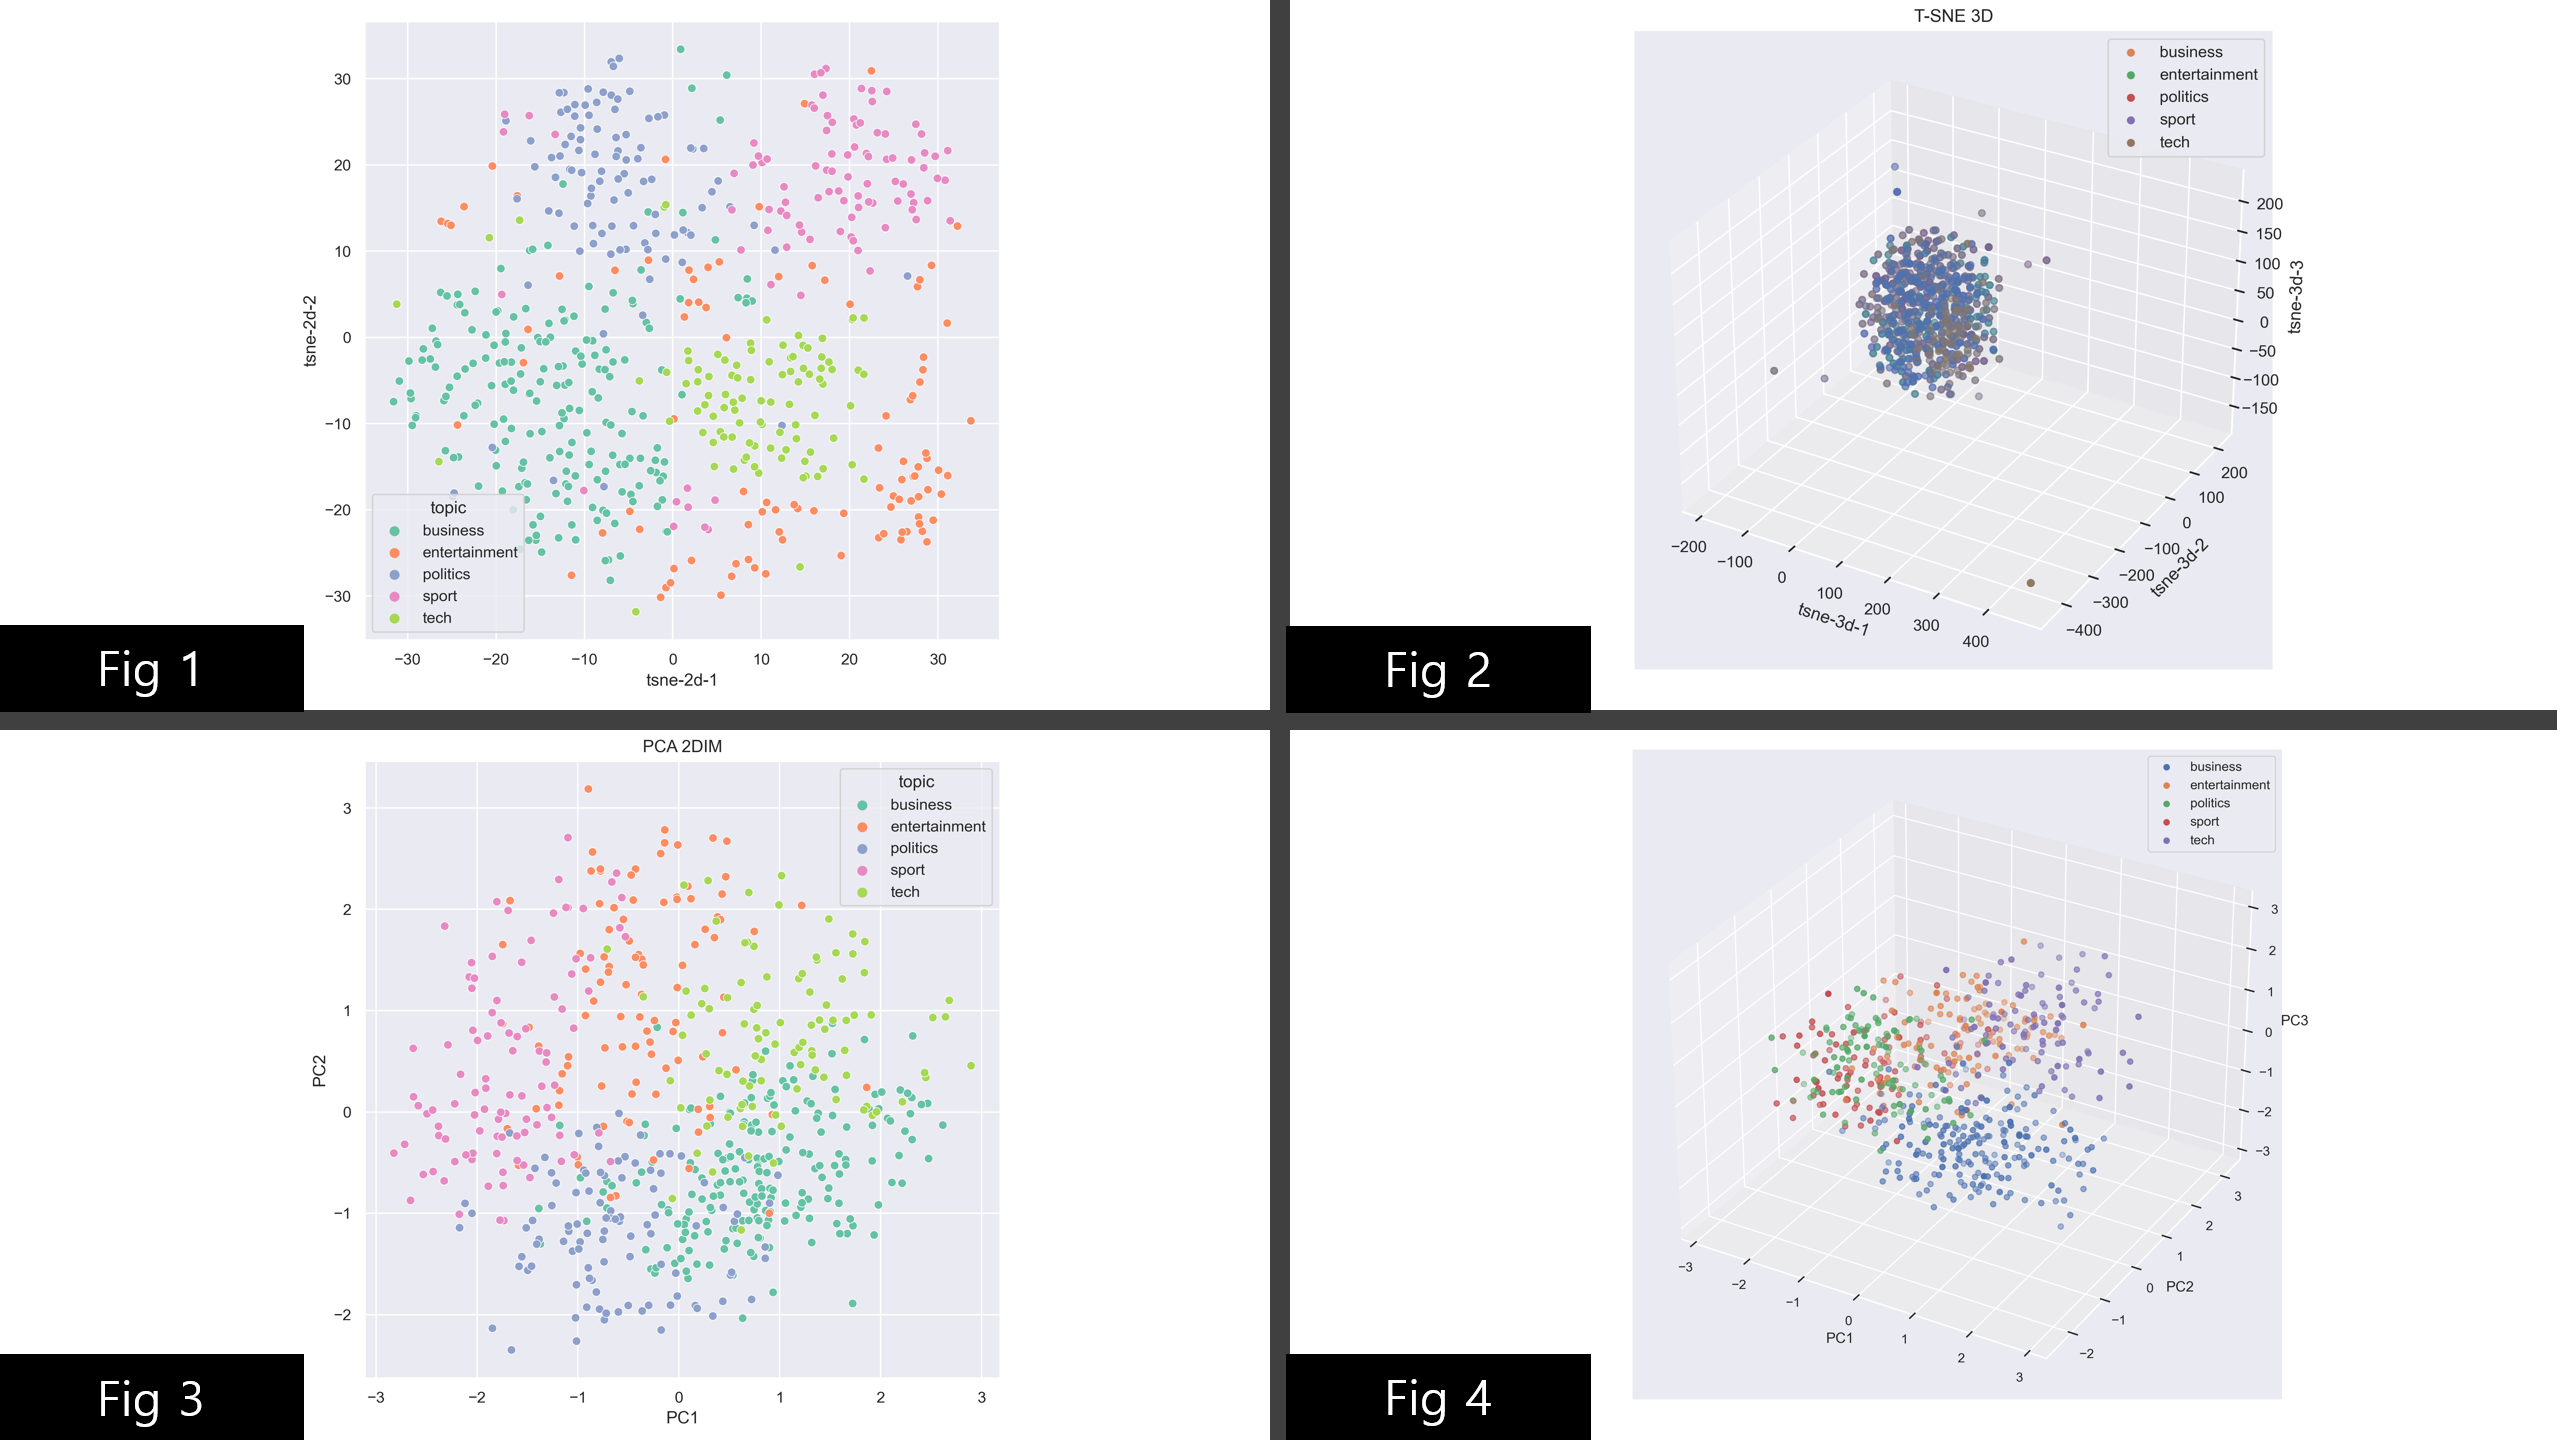 30
20
10
0
−10
−20
−30
tsne-2d-2
topic
business
entertainment
politics
sport
tech
−30 −20 −10 0 10 20 30
tsne-2d-1
Fig 1
T-SNE 3D
business
entertainment
politics
sport
tech
200
150
100
50
0
−50
−100
−150
tsne-3d-3
200
100
0
−100
−200
−300
−400
tsne-3d-2
−200 −100 0 100 200 300 400
tsne-3d-1
Fig 2
PCA 2DIM
topic
business
entertainment
politics
sport
tech
3
2
1
0
−1
−2
PC2
−3 −2 −1 0 1 2 3
PC1
Fig 3
business
entertainment
politics
sport
tech
3
2
1
0
−1
−2
−3
PC3
3
2
1
0
−1
−2
PC2
−3 −2 −1 0 1 2 3
PC1
Fig 4